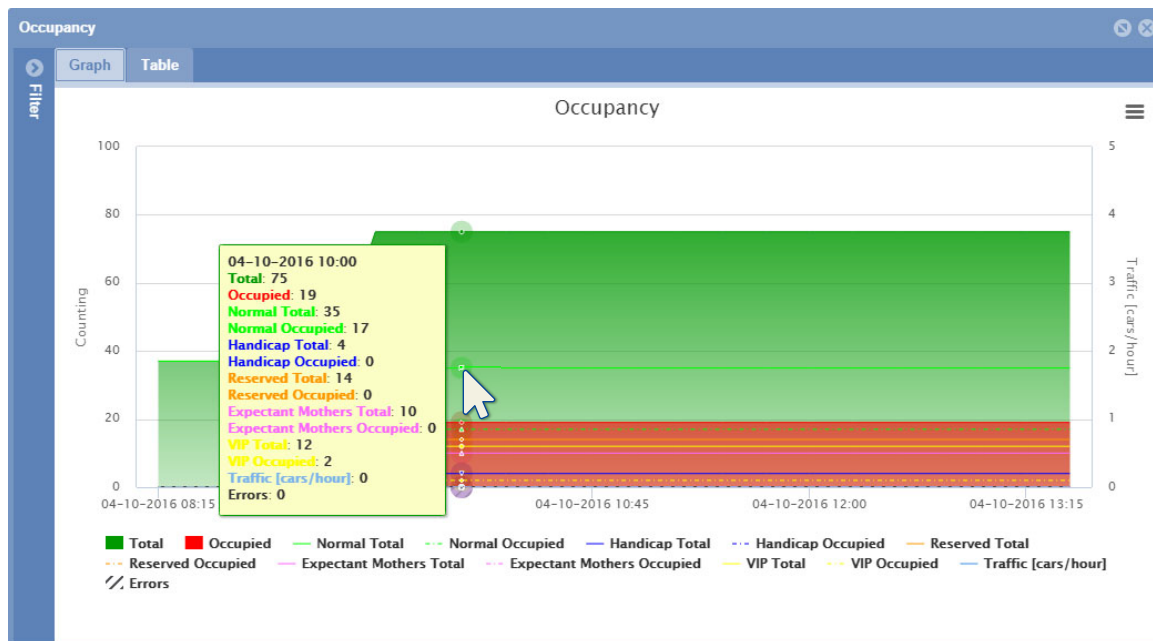 Occupancy
Filter
Graph Table
Occupancy
100
80
60
40
20
0
Counting
5
4
3
2
1
0
Traffic [cars/hour]
04-10-2016 10:00
Total: 75
Occupied: 19
Normal Total: 35
Normal Occupied: 17
Handicap Total: 4
Handicap Occupied: 0
Reserved Total: 14
Reserved Occupied: 0
Expectant Mothers Total: 10
Expectant Mothers Occupied: 0
VIP Total: 12
VIP Occupied: 2
Traffic [cars/hour]: 0
Errors: 0
04-10-2016 08:15 04-10-2016 10:45 04-10-2016 12:00 04-10-2016 13:15
Total Occupied Normal Total Normal Occupied Handicap Total Handicap Occupied Reserved Total
Reserved Occupied Expectant Mothers Total Expectant Mothers Occupied VIP Total VIP Occupied Traffic [cars/hour]
Errors